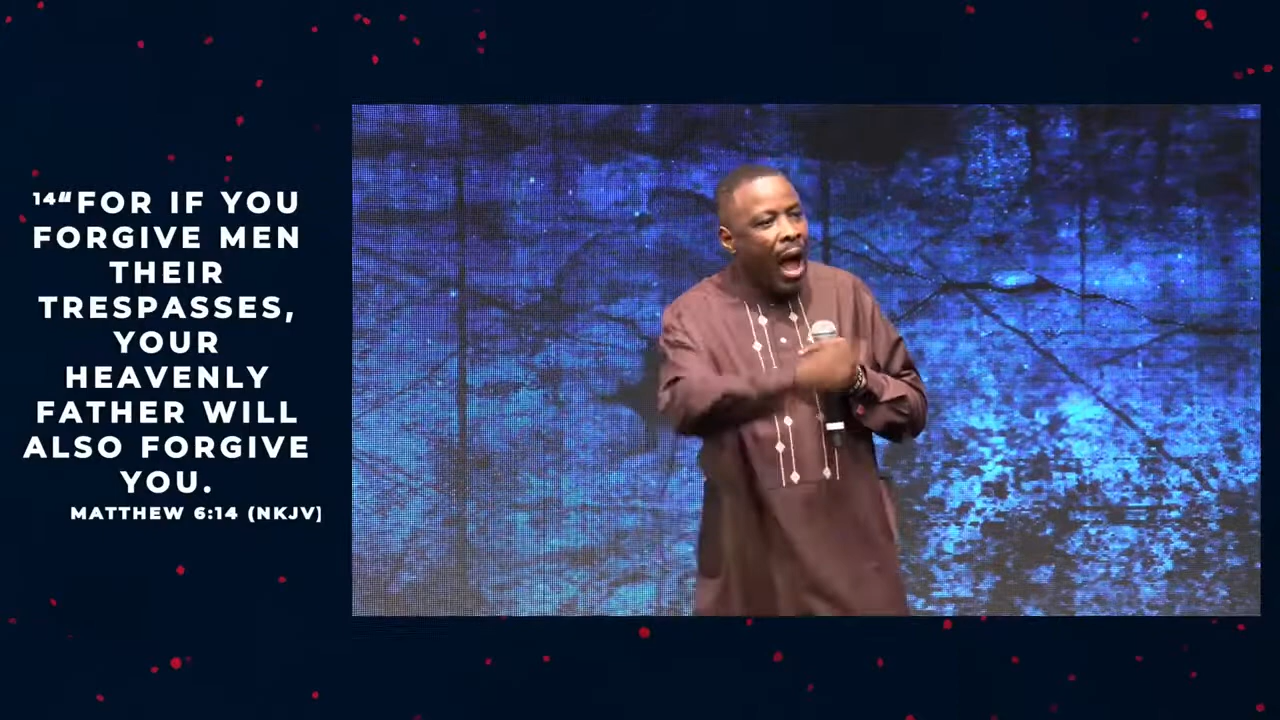 ¹⁴“FOR IF YOU
FORGIVE MEN
THEIR
TRESPASSES,
YOUR
HEAVENLY
FATHER WILL
ALSO FORGIVE
YOU.
MATTHEW 6:14 (NKJV)